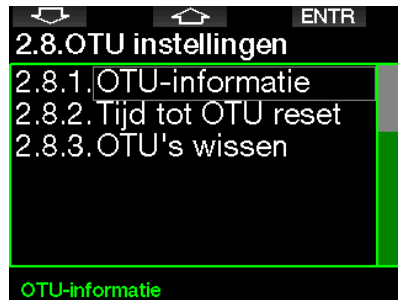 ENTR
2.8.OTU instellingen
2.8.1.OTU-informatie
2.8.2.Tijd tot OTU reset
2.8.3.OTU's wissen
OTU-informatie